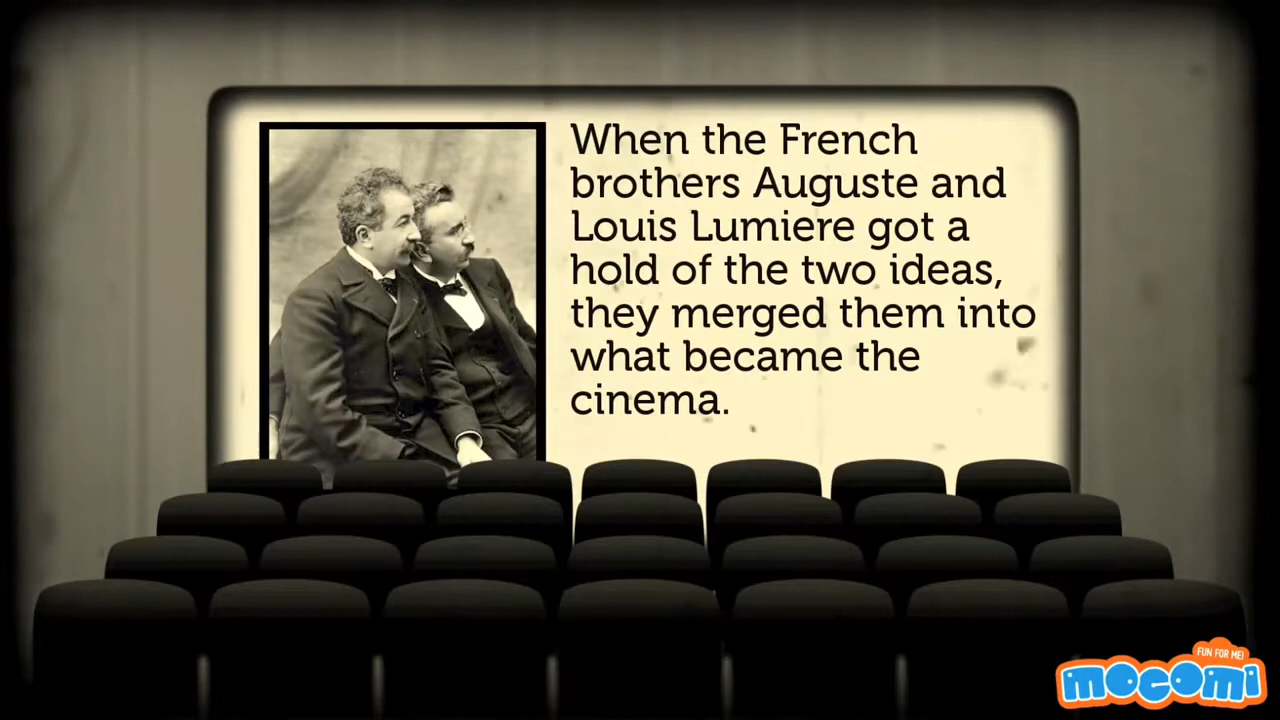 When the French
brothers Auguste and
Louis Lumiere got a
hold of the two ideas,
they merged them into
what became the
cinema.
FUN FOR ME!
mocomi